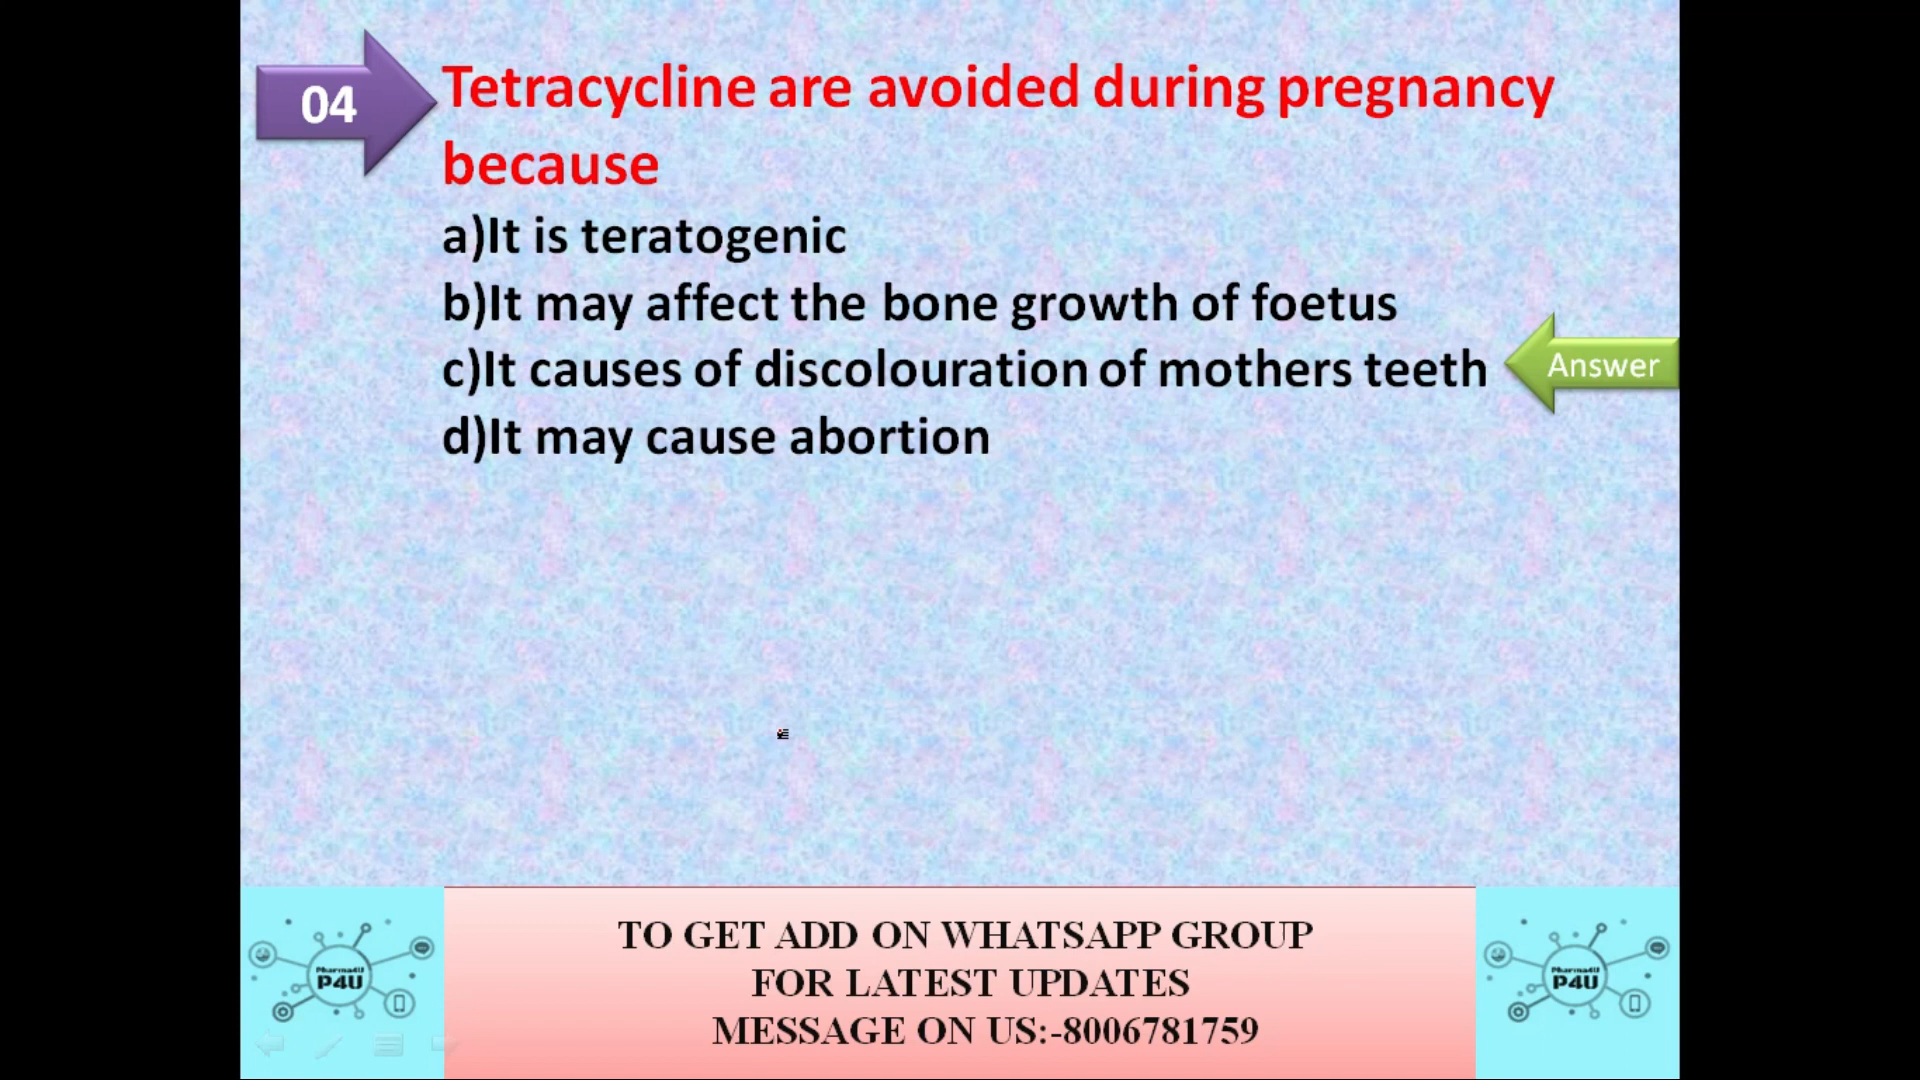 04
Tetracycline are avoided during pregnancy
because
a)It is teratogenic
b)It may affect the bone growth of foetus
c)It causes of discolouration of mothers teeth
Answer
d)It may cause abortion
Pharma4U
P4U
TO GET ADD ON WHATSAPP GROUP
FOR LATEST UPDATES
MESSAGE ON US:-8006781759
Pharma4U
P4U